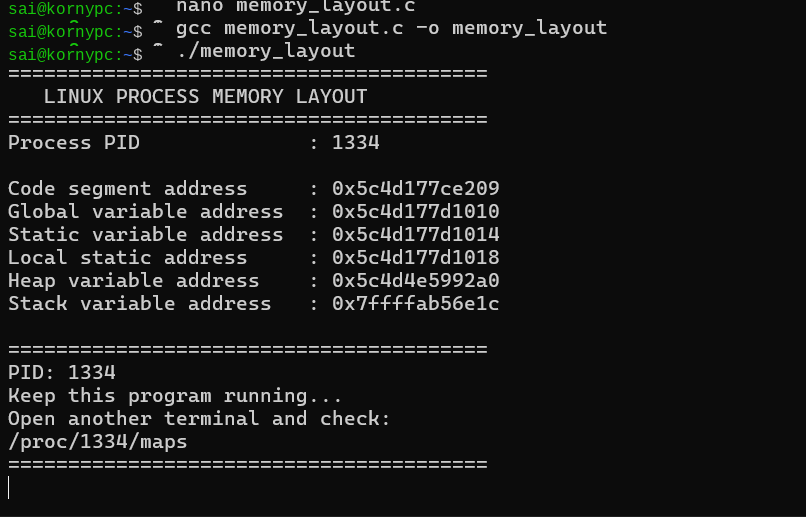 sai@kornypc:~$   nano memory_layout.c
sai@kornypc:~$   gcc memory_layout.c -o memory_layout
sai@kornypc:~$   ./memory_layout
========================================
   LINUX PROCESS MEMORY LAYOUT
========================================
Process PID              : 1334

Code segment address     : 0x5c4d177ce209
Global variable address  : 0x5c4d177d1010
Static variable address  : 0x5c4d177d1014
Local static address     : 0x5c4d177d1018
Heap variable address    : 0x5c4d4e5992a0
Stack variable address   : 0x7ffffab56e1c

========================================
PID: 1334
Keep this program running...
Open another terminal and check:
/proc/1334/maps
========================================